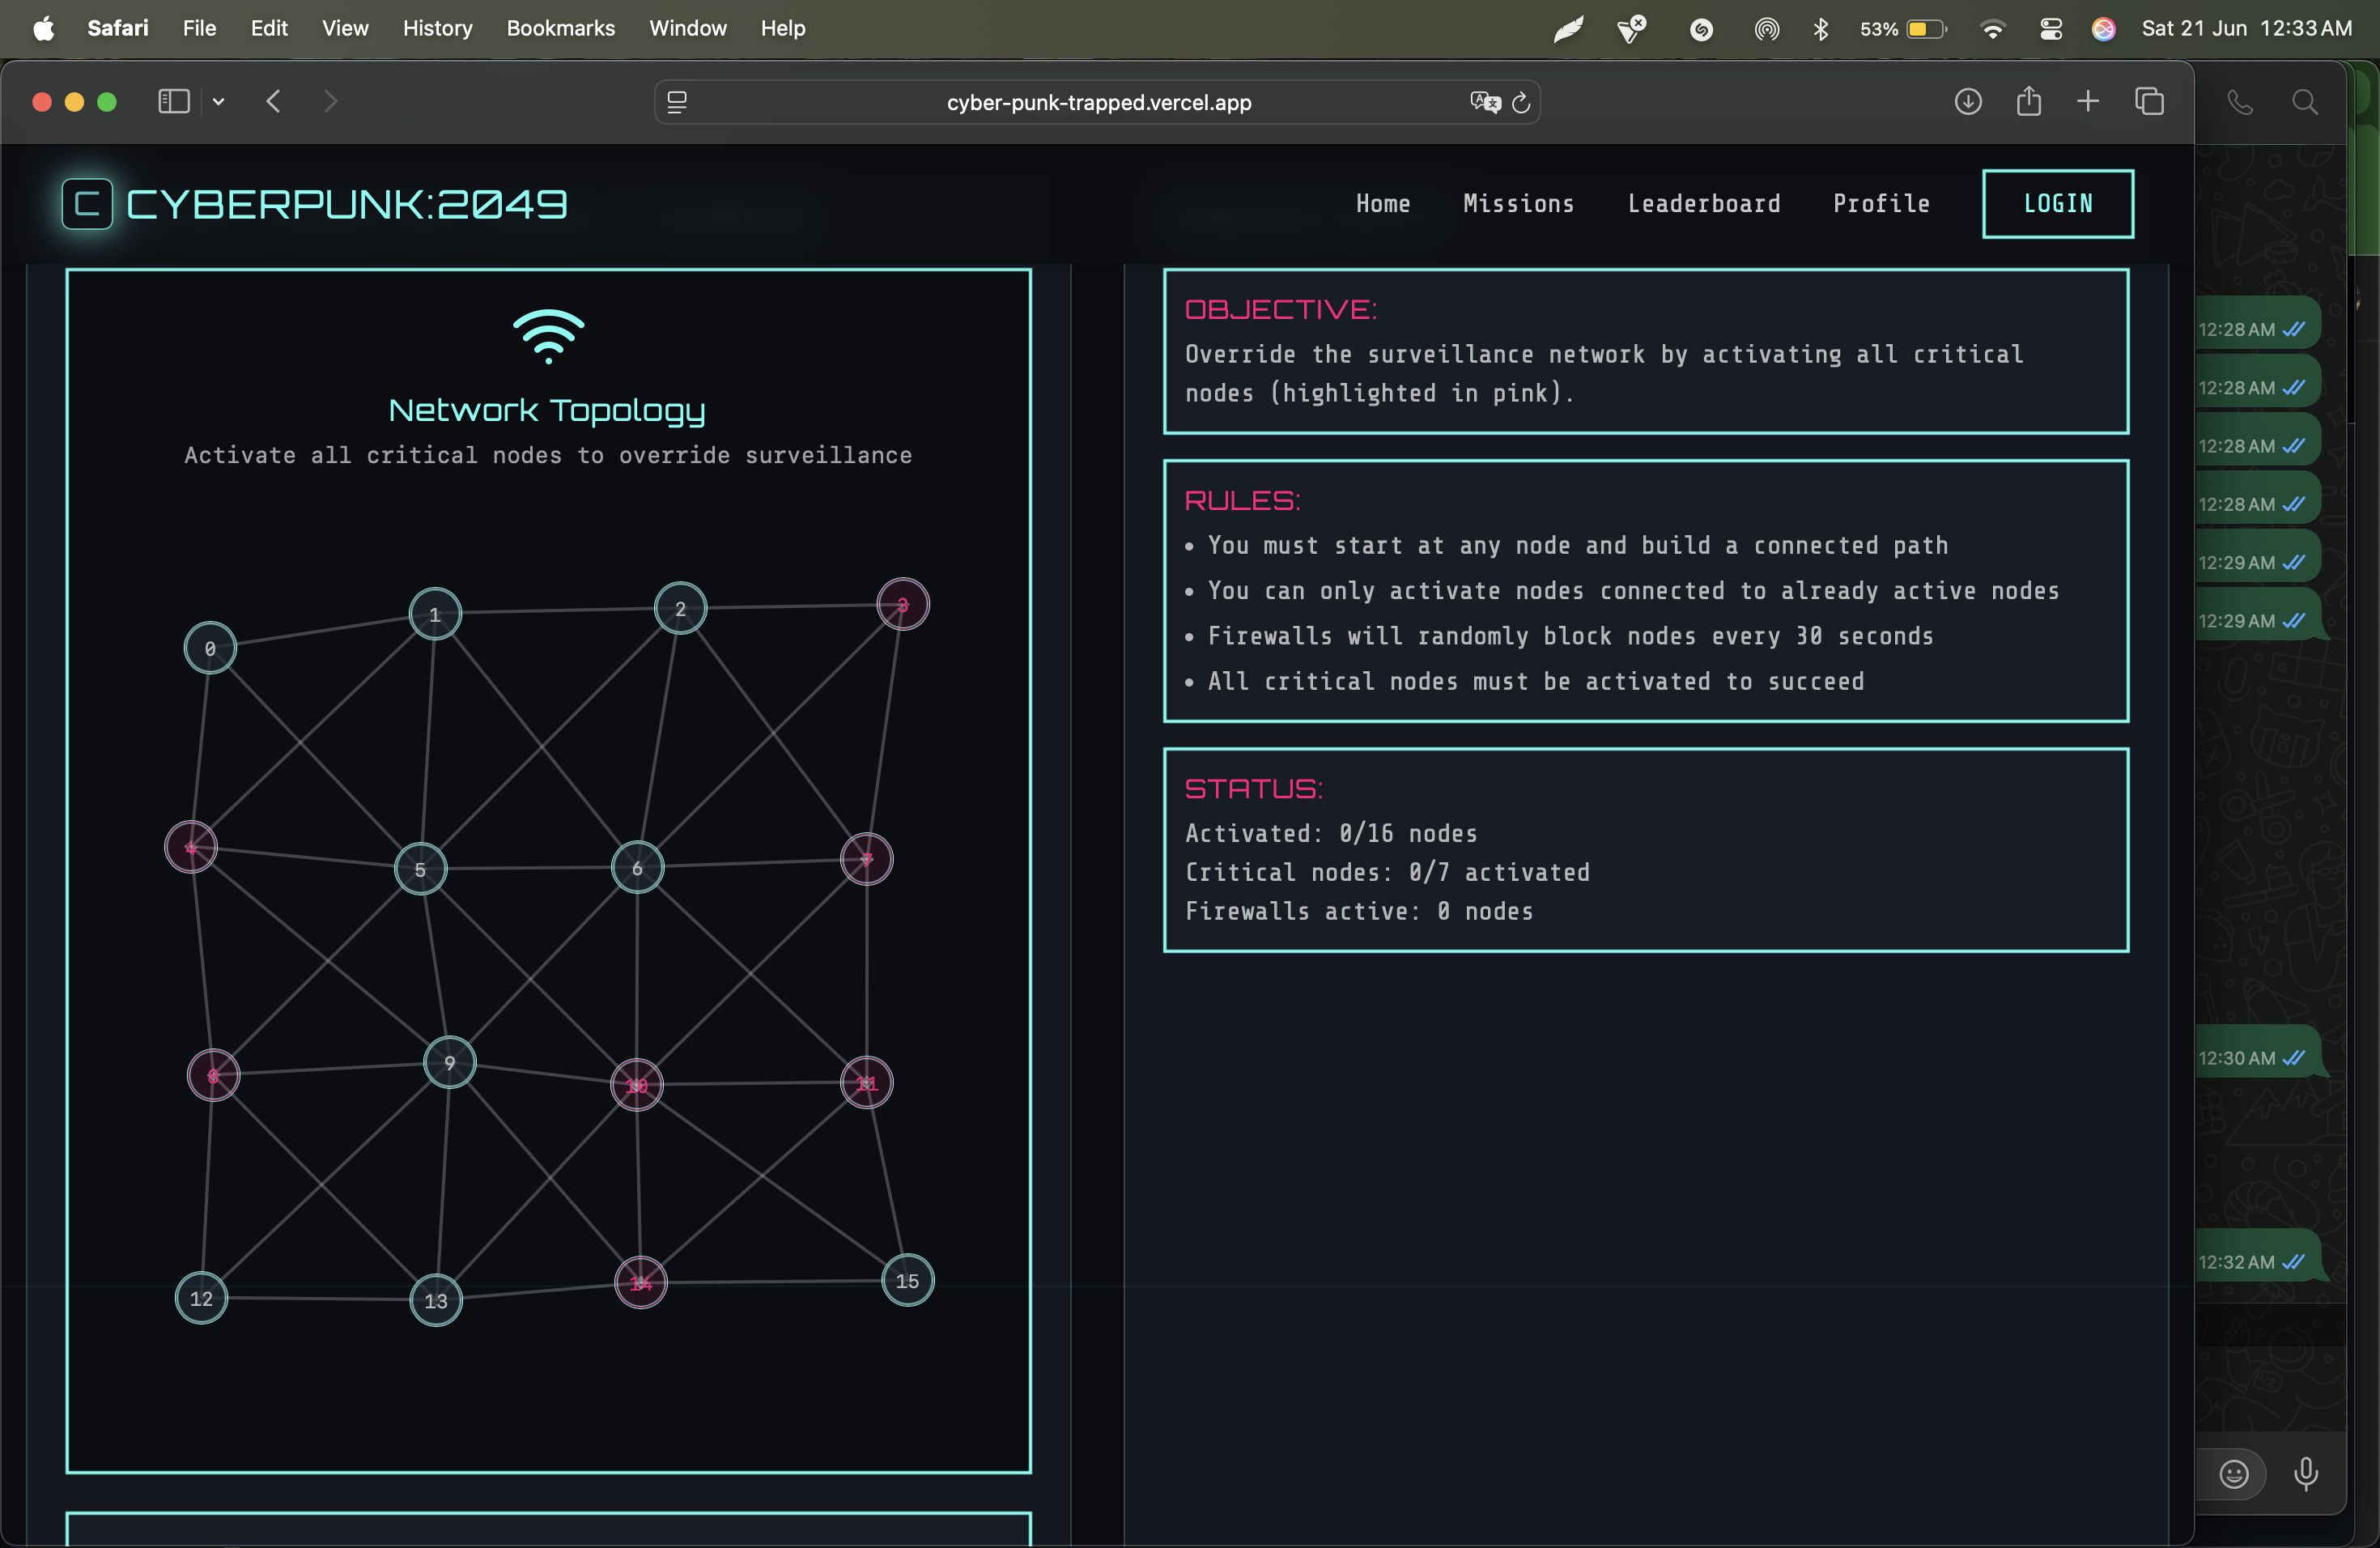 Safari File Edit View History Bookmarks Window Help 53% Sat 21 Jun 12:33 AM
cyber-punk-trapped.vercel.app
C CYBERPUNK:2049 Home Missions Leaderboard Profile LOGIN
Network Topology
Activate all critical nodes to override surveillance
0 1 2 3
4 5 6 7
8 9 10 11
12 13 14 15
OBJECTIVE:
Override the surveillance network by activating all critical
nodes (highlighted in pink).
RULES:
• You must start at any node and build a connected path
• You can only activate nodes connected to already active nodes
• Firewalls will randomly block nodes every 30 seconds
• All critical nodes must be activated to succeed
STATUS:
Activated: 0/16 nodes
Critical nodes: 0/7 activated
Firewalls active: 0 nodes
12:28 AM
12:28 AM
12:28 AM
12:28 AM
12:29 AM
12:29 AM
12:30 AM
12:32 AM